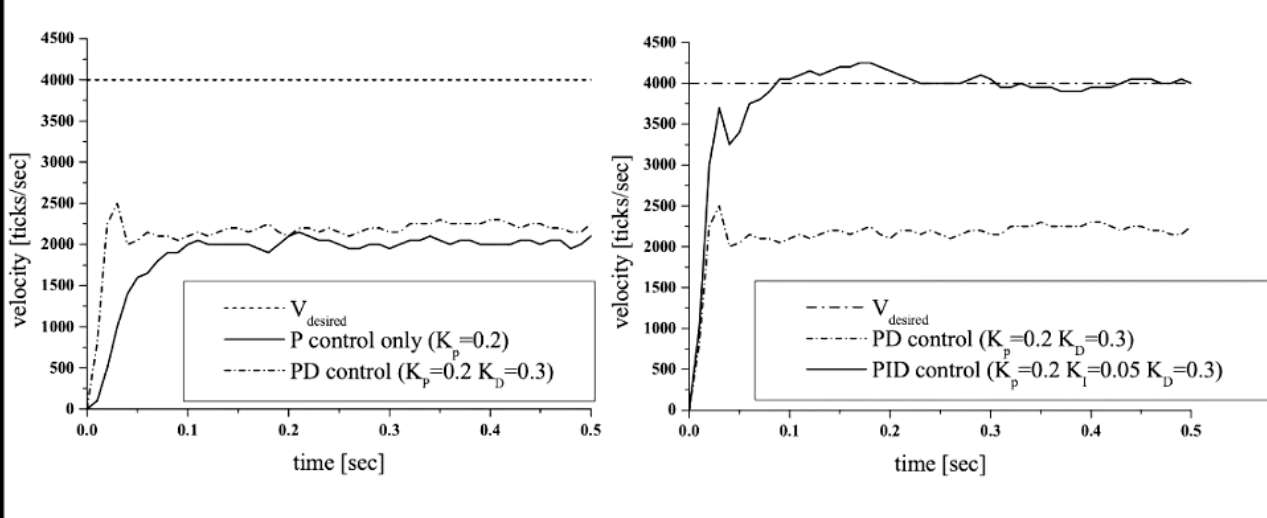 4500
4000
3500
3000
2500
2000
1500
1000
500
0
velocity [ticks/sec]
V desired
P control only (Kp=0.2)
PD control (KP=0.2 KD=0.3)
0.0 0.1 0.2 0.3 0.4 0.5
time [sec]
4500
4000
3500
3000
2500
2000
1500
1000
500
0
velocity [ticks/sec]
Vdesired
PD control (Kp=0.2 KD=0.3)
PID control (Kp=0.2 KI=0.05 KD=0.3)
0.0 0.1 0.2 0.3 0.4 0.5
time [sec]